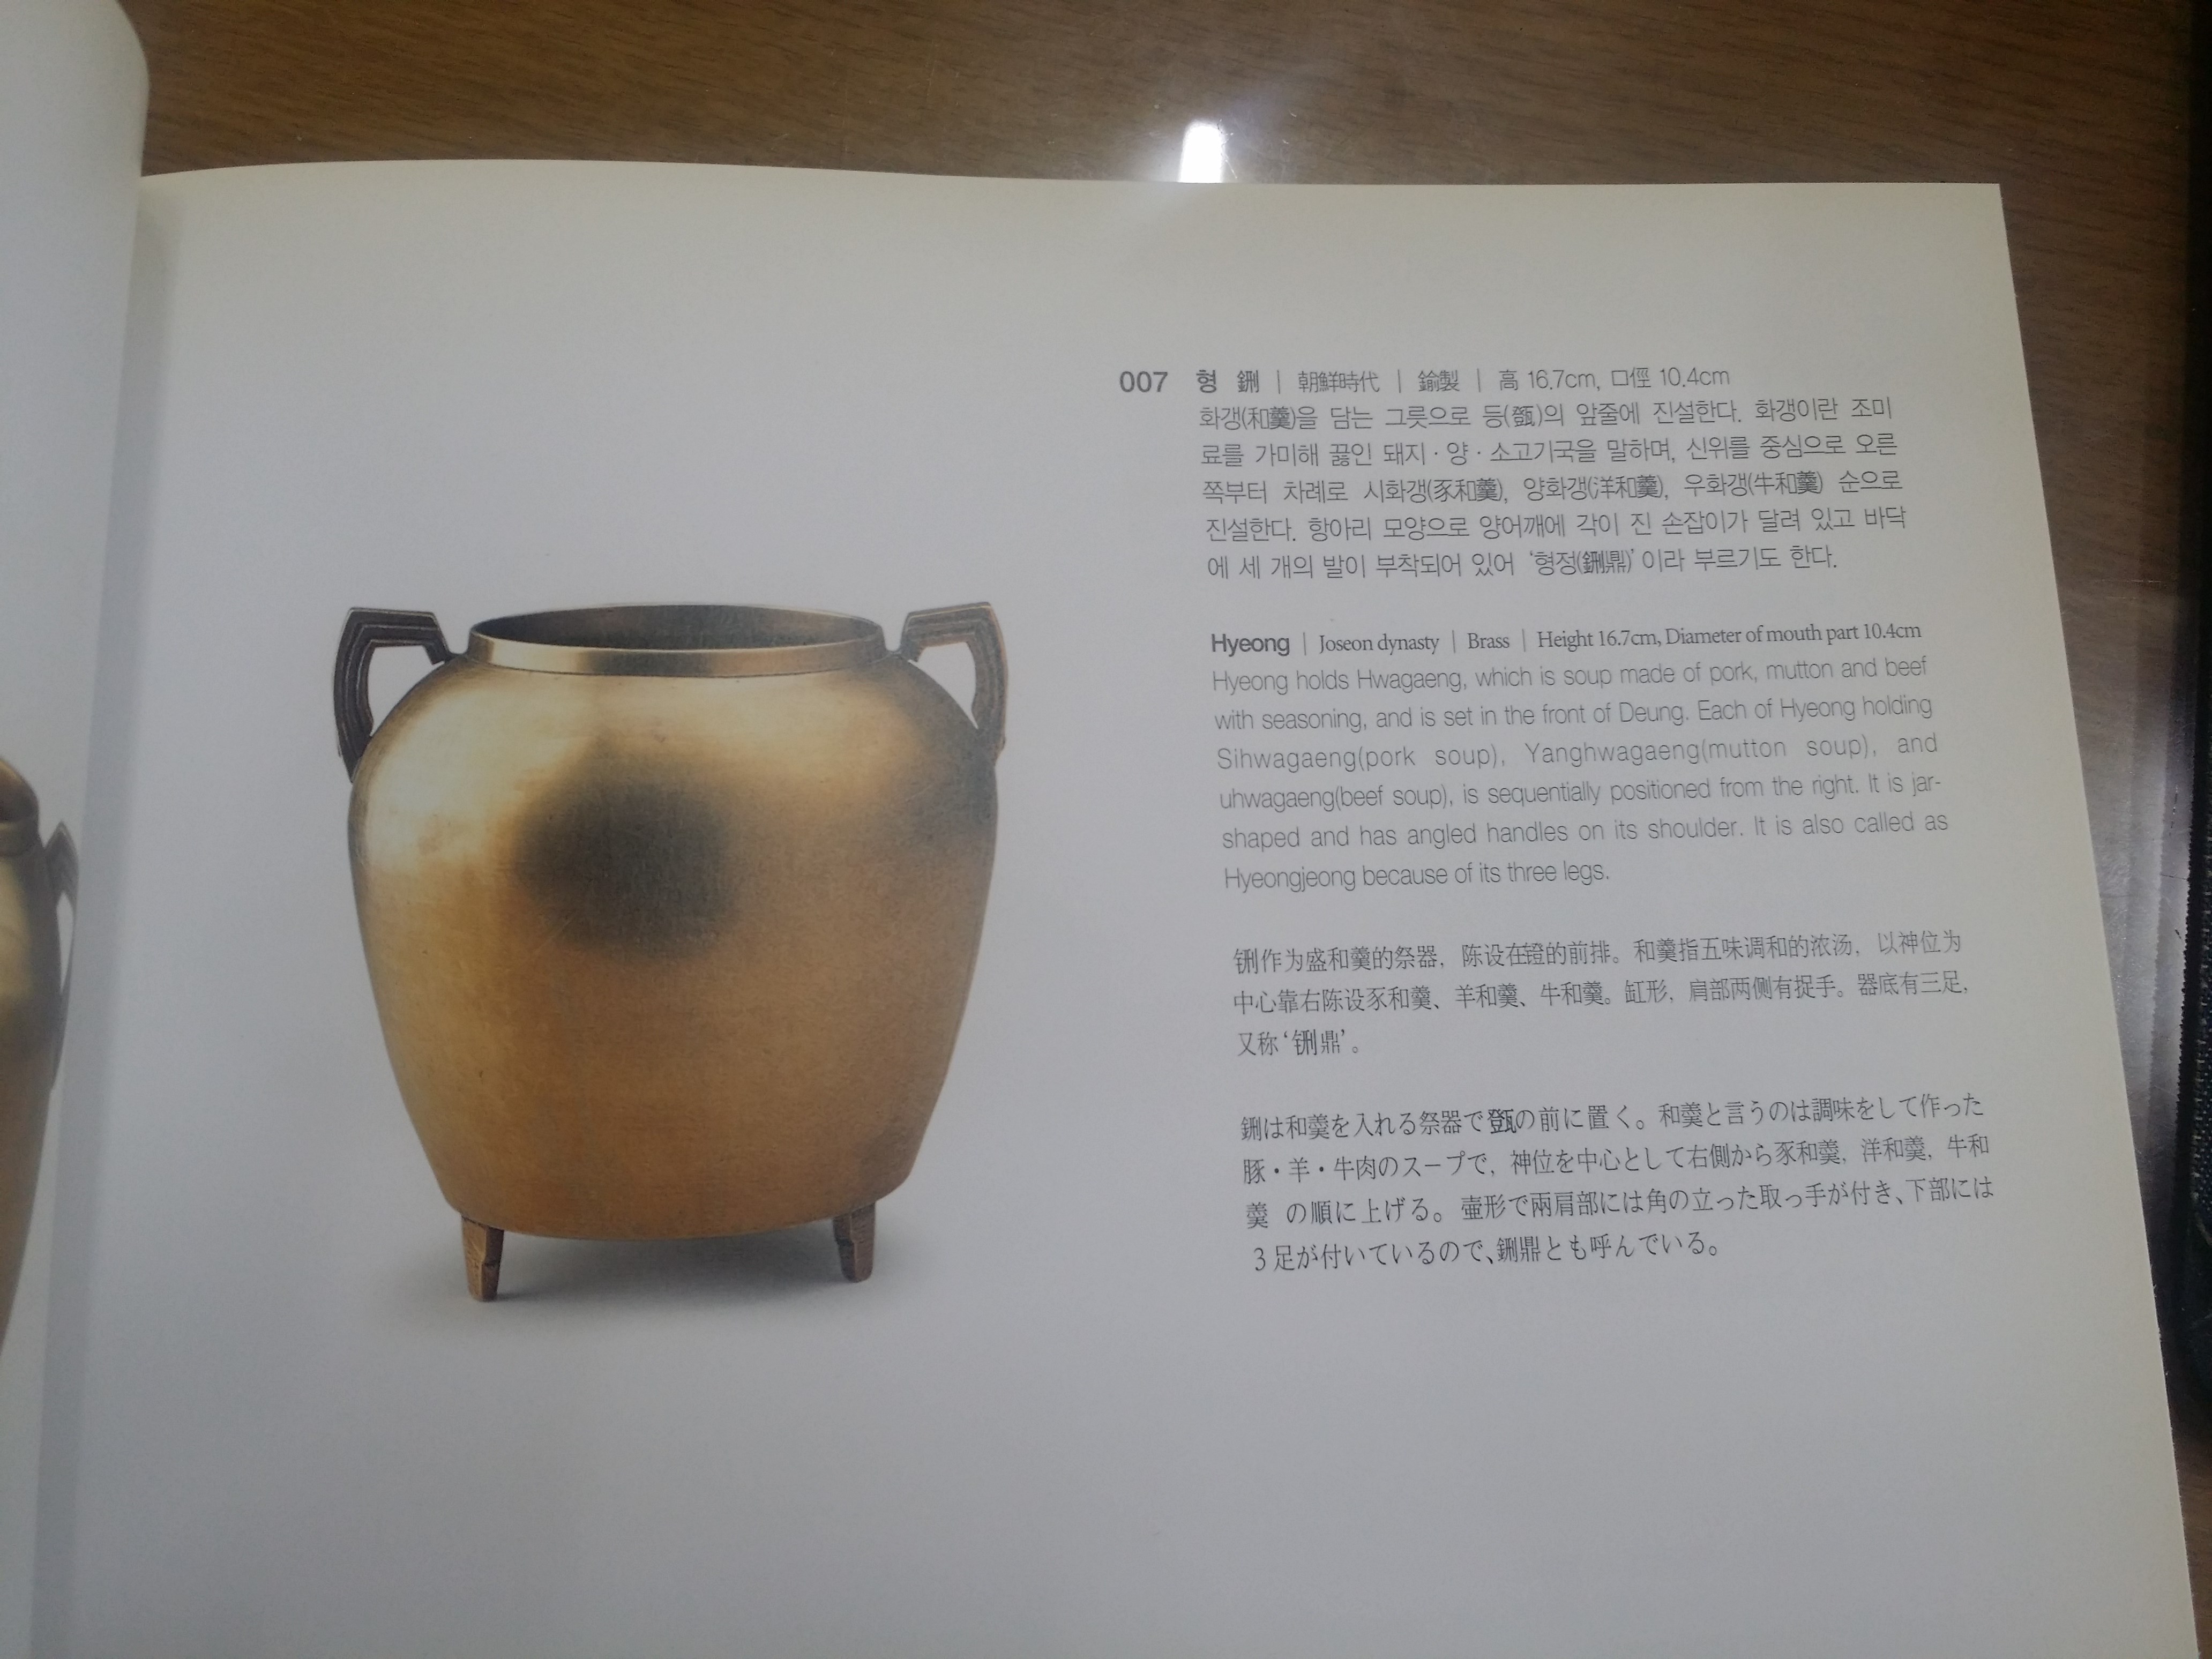 007 형 鉶 | 朝鮮時代 | 鍮製 | 高 16.7cm, 口徑 10.4cm
화갱(和羹)을 담는 그릇으로 등(㽅)의 앞줄에 진설한다. 화갱이란 조미
료를 가미해 끓인 돼지 · 양 · 소고기국을 말하며, 신위를 중심으로 오른
쪽부터 차례로 시화갱(豕和羹), 양화갱(洋和羹), 우화갱(牛和羹) 순으로
진설한다. 항아리 모양으로 양어깨에 각이 진 손잡이가 달려 있고 바닥
에 세 개의 발이 부착되어 있어 ‘형정(鉶鼎)’이라 부르기도 한다.
Hyeong | Joseon dynasty | Brass | Height 16.7cm, Diameter of mouth part 10.4cm
Hyeong holds Hwagaeng, which is soup made of pork, mutton and beef
with seasoning, and is set in the front of Deung. Each of Hyeong holding
Sihwagaeng(pork soup), Yanghwagaeng(mutton soup), and
uhwagaeng(beef soup), is sequentially positioned from the right. It is jar-
shaped and has angled handles on its shoulder. It is also called as
Hyeongjeong because of its three legs.
铏作为盛和羹的祭器, 陈设在镫的前排。和羹指五味调和的浓汤, 以神位为
中心靠右陈设豕和羹、羊和羹、牛和羹。缸形, 肩部两侧有捉手。器底有三足,
又称‘铏鼎’。
鉶は和羹を入れる祭器で㽅の前に置く。和羹と言うのは調味をして作った
豚・羊・牛肉のスープで, 神位を中心として右側から豕和羹, 洋和羹, 牛和
羹 の順に上げる。壷形で兩肩部には角の立った取っ手が付き、下部には
3足が付いているので、鉶鼎とも呼んでいる。